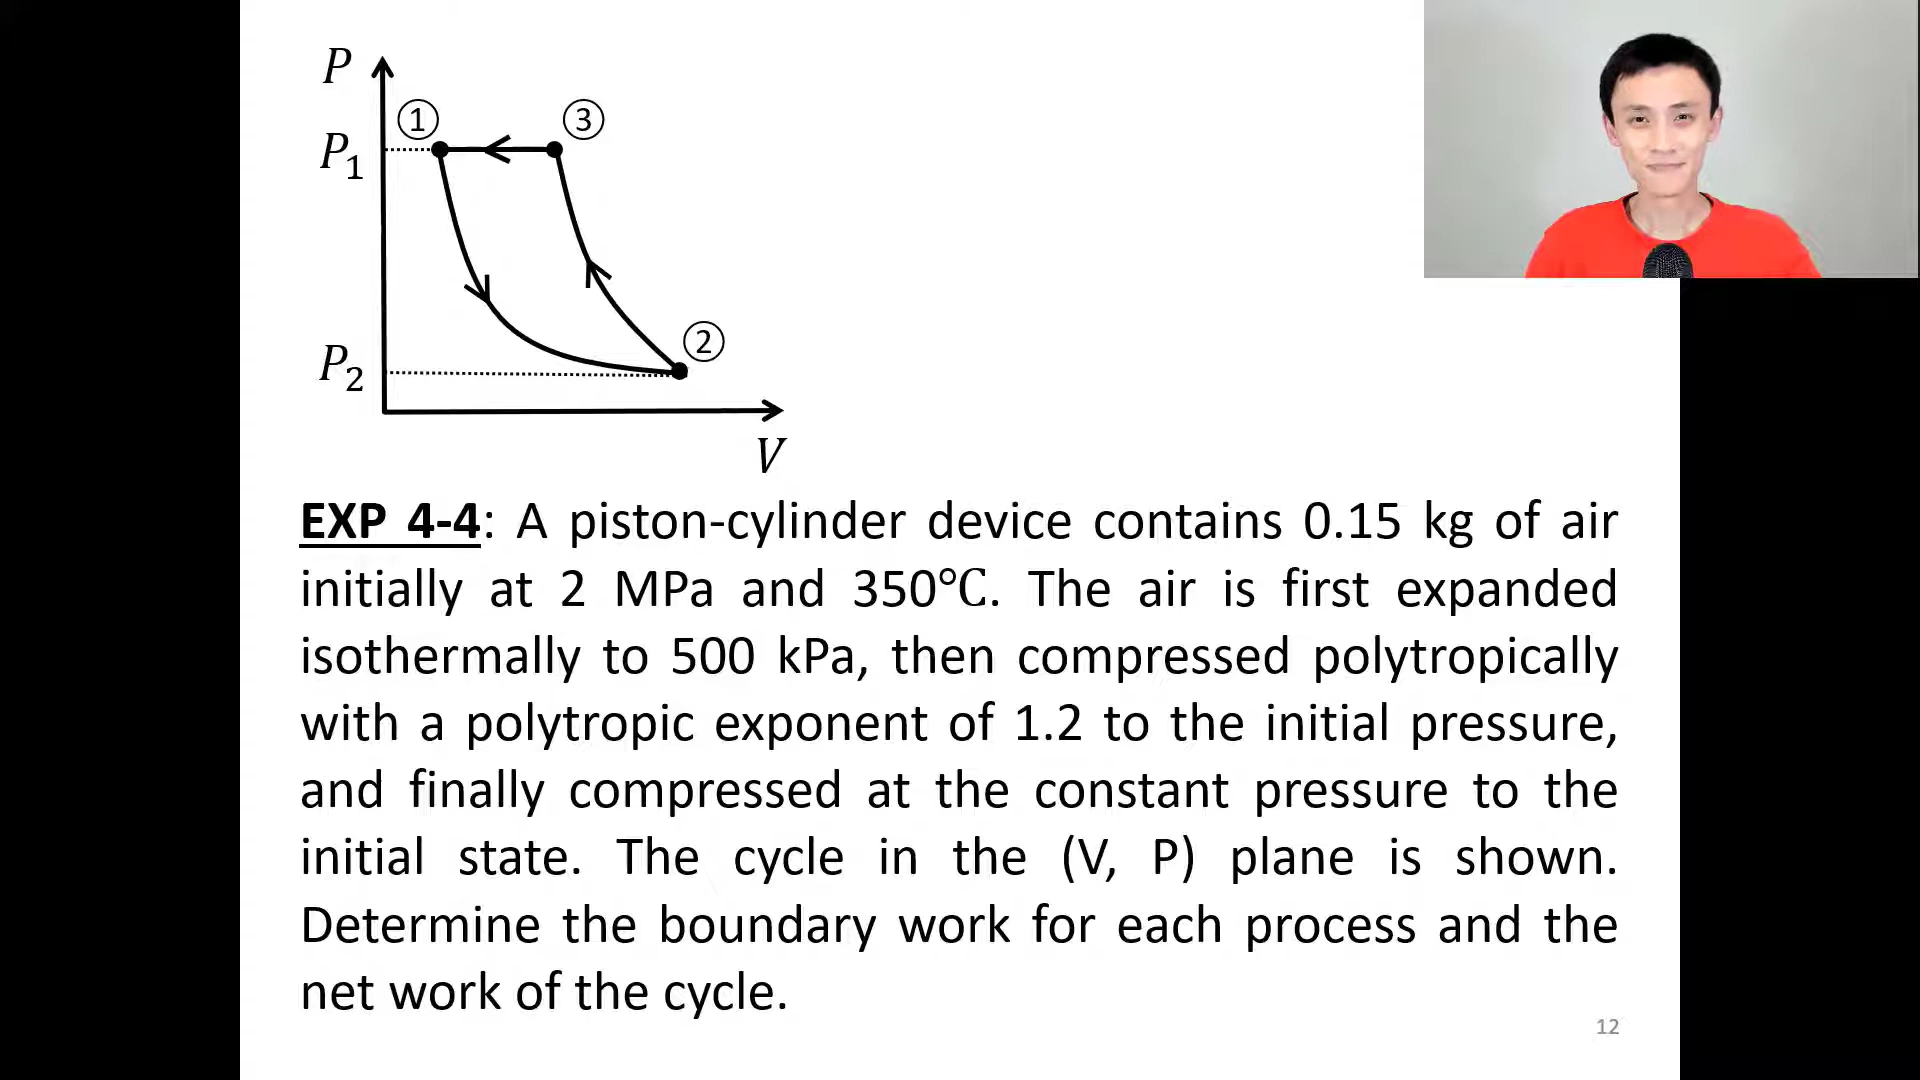 P
① ③
P₁
②
P₂
V
EXP 4-4: A piston-cylinder device contains 0.15 kg of air
initially at 2 MPa and 350℃. The air is first expanded
isothermally to 500 kPa, then compressed polytropically
with a polytropic exponent of 1.2 to the initial pressure,
and finally compressed at the constant pressure to the
initial state. The cycle in the (V, P) plane is shown.
Determine the boundary work for each process and the
net work of the cycle.
12